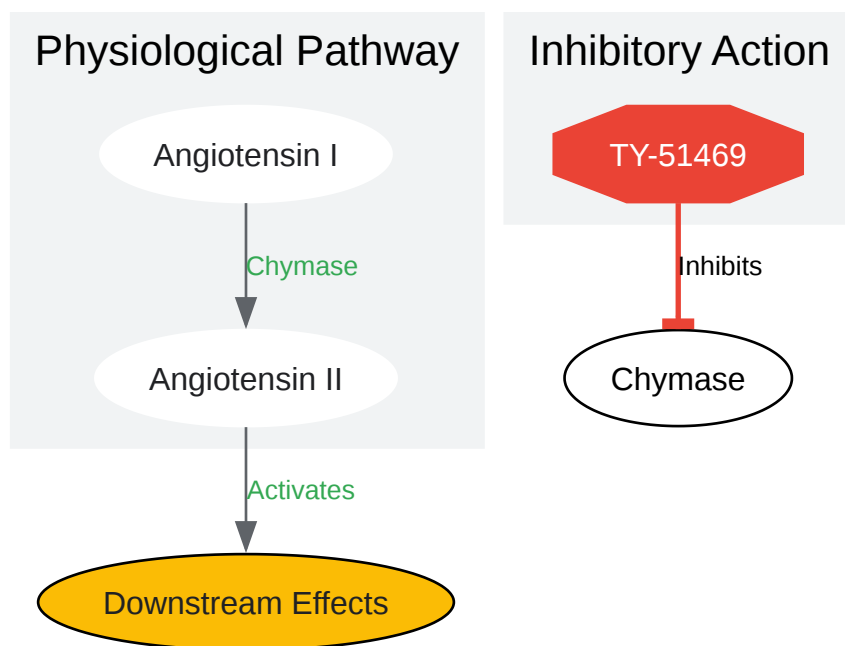 Physiological Pathway
Angiotensin I
Chymase
Angiotensin II
Activates
Downstream Effects
Inhibitory Action
TY-51469
Inhibits
Chymase